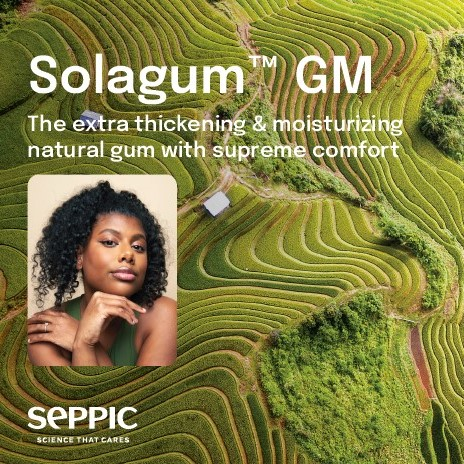 Solagum™ GM
The extra thickening & moisturizing
natural gum with supreme comfort
SEPPIC
SCIENCE THAT CARES